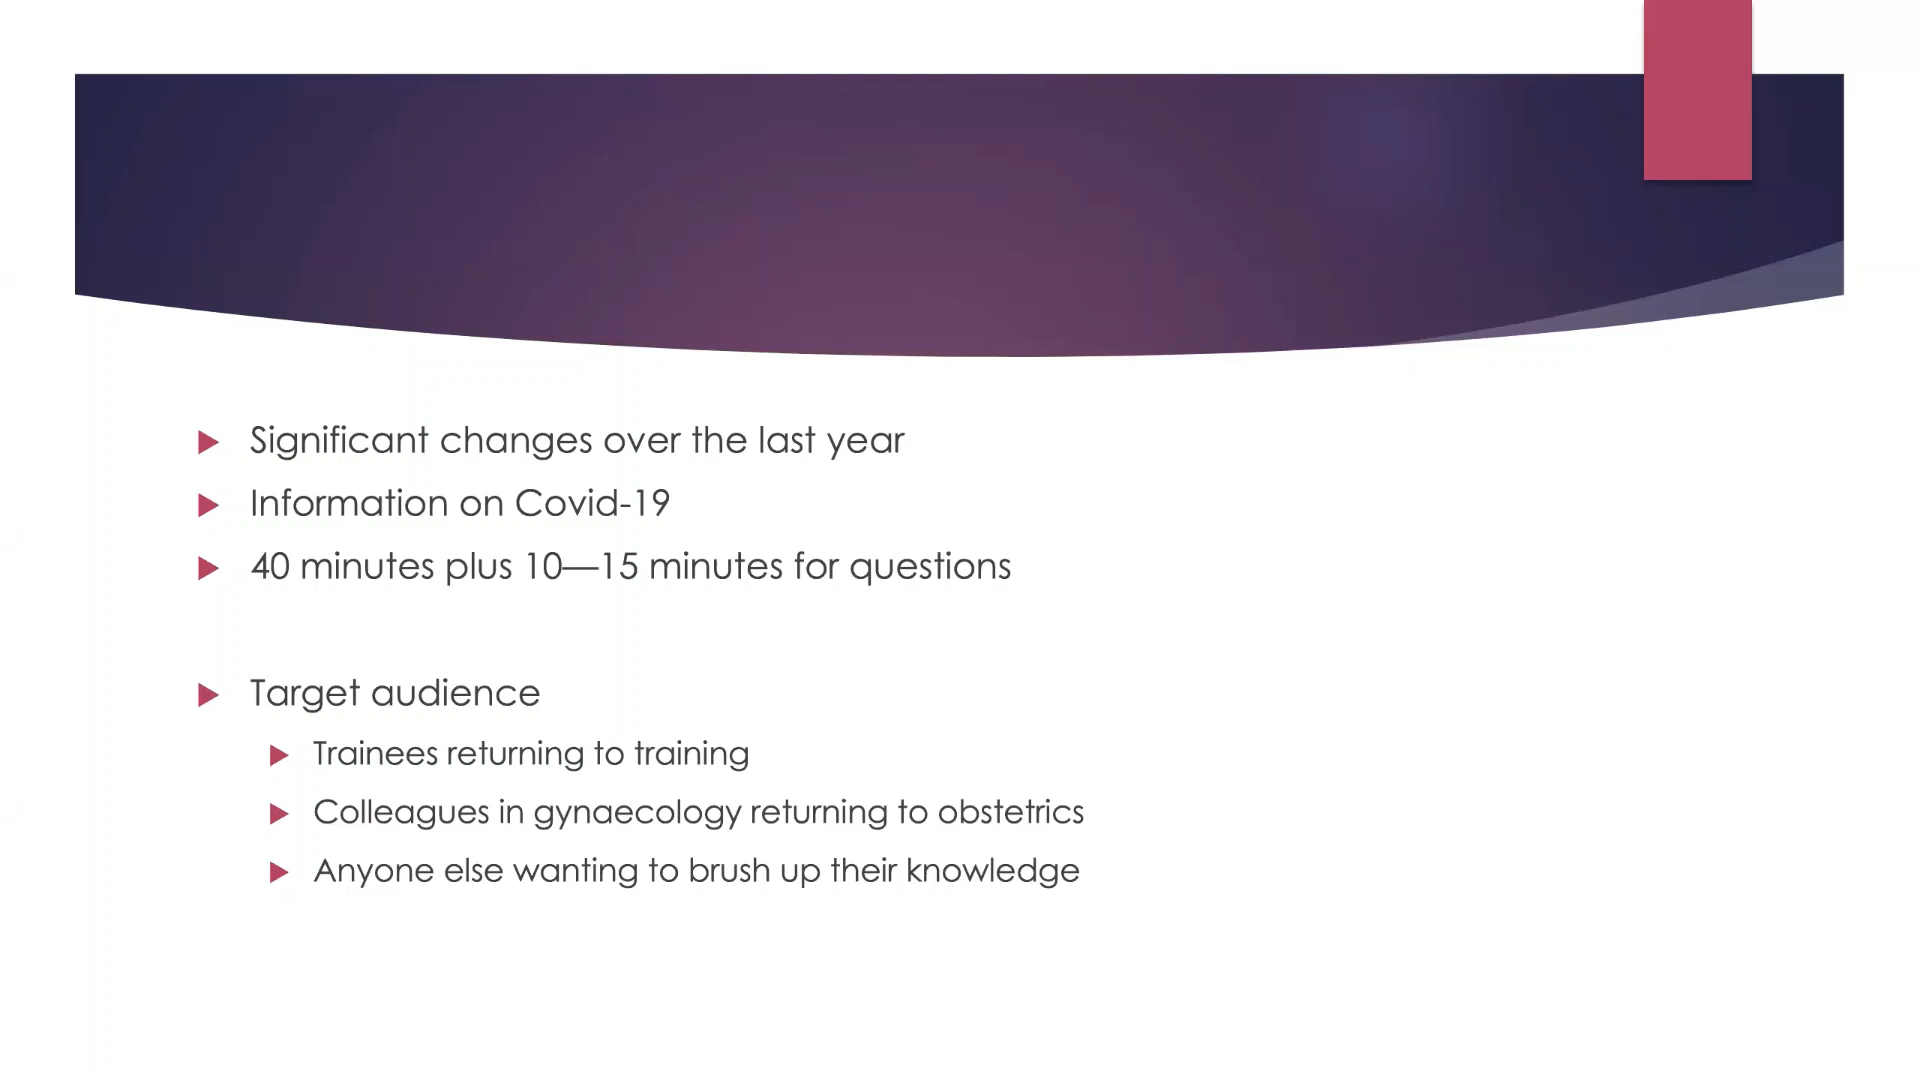 Significant changes over the last year
Information on Covid-19
40 minutes plus 10—15 minutes for questions
Target audience
Trainees returning to training
Colleagues in gynaecology returning to obstetrics
Anyone else wanting to brush up their knowledge